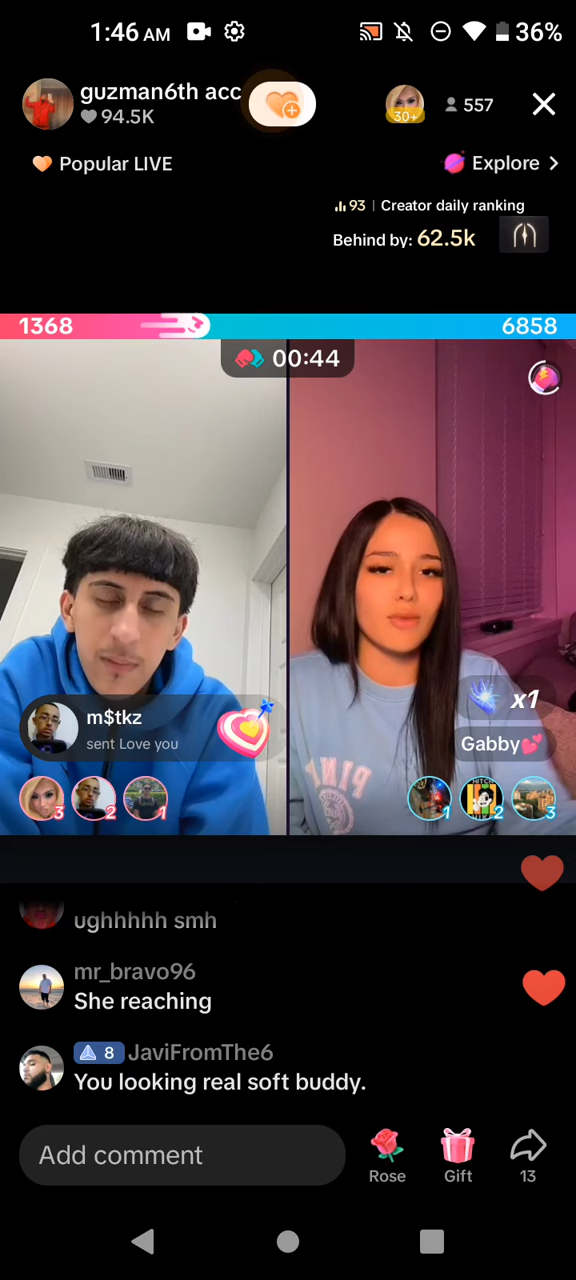 1:46 AM
36%
guzman6th acc
94.5K
30+
557
Popular LIVE
Explore >
93 | Creator daily ranking
Behind by: 62.5k
1368
6858
00:44
x1
m$tkz
sent Love you
Gabby💕
3
2
1
1
2
3
PINK
ughhhhh smh
mr_bravo96
She reaching
8 JaviFromThe6
You looking real soft buddy.
Add comment
Rose
Gift
13